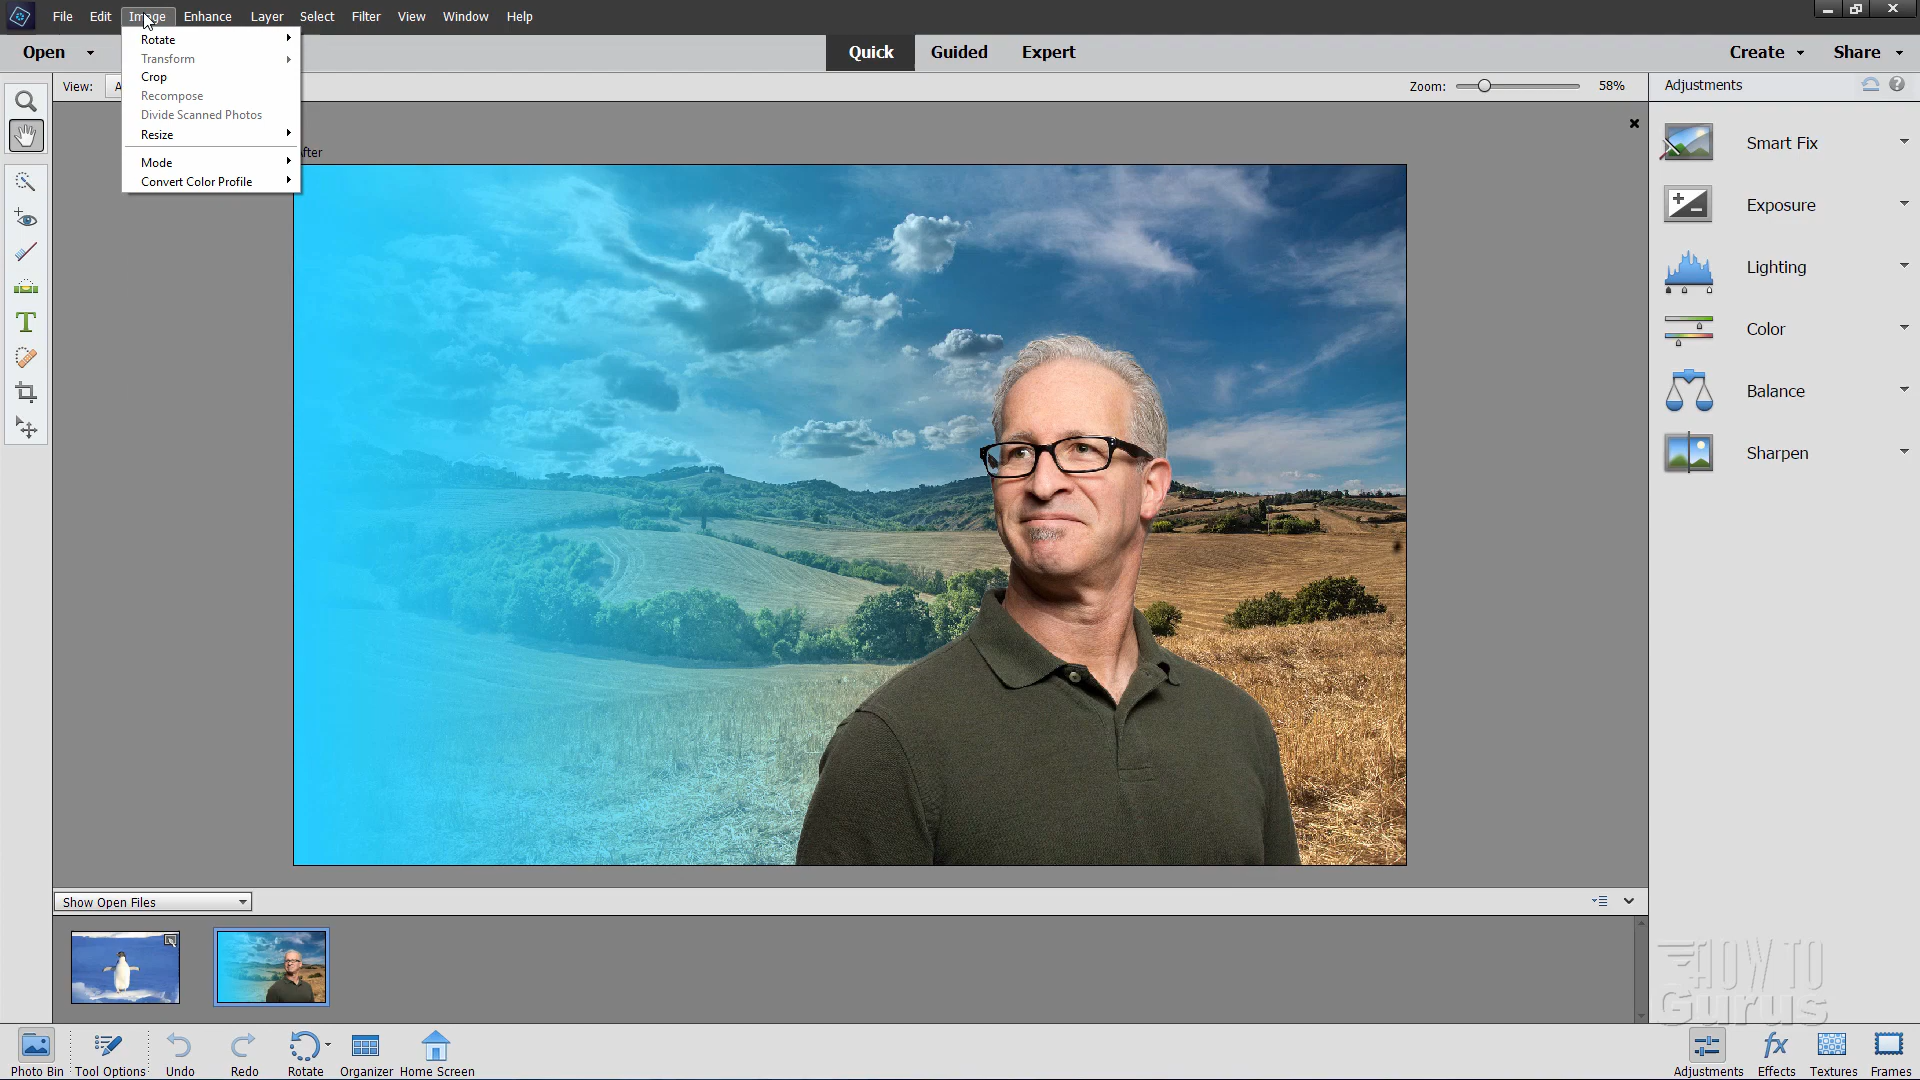 File Edit Image Enhance Layer Select Filter View Window Help
Open Quick Guided Expert Create Share
View: A Zoom: 58% Adjustments
Rotate
Transform
Crop
Recompose
Divide Scanned Photos
Resize
Mode
Convert Color Profile
After
Smart Fix
Exposure
Lighting
Color
Balance
Sharpen
T
Show Open Files
HOW TO
Gurus
Photo Bin Tool Options Undo Redo Rotate Organizer Home Screen
fx
Adjustments Effects Textures Frames